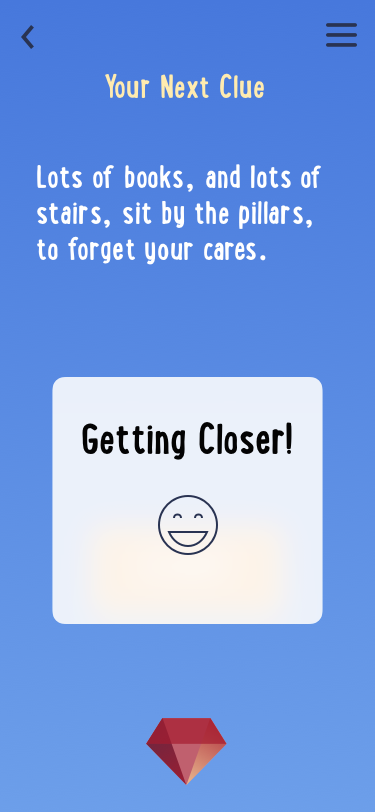 Your Next Clue
Lots of books, and lots of
stairs, sit by the pillars,
to forget your cares.
Getting Closer!